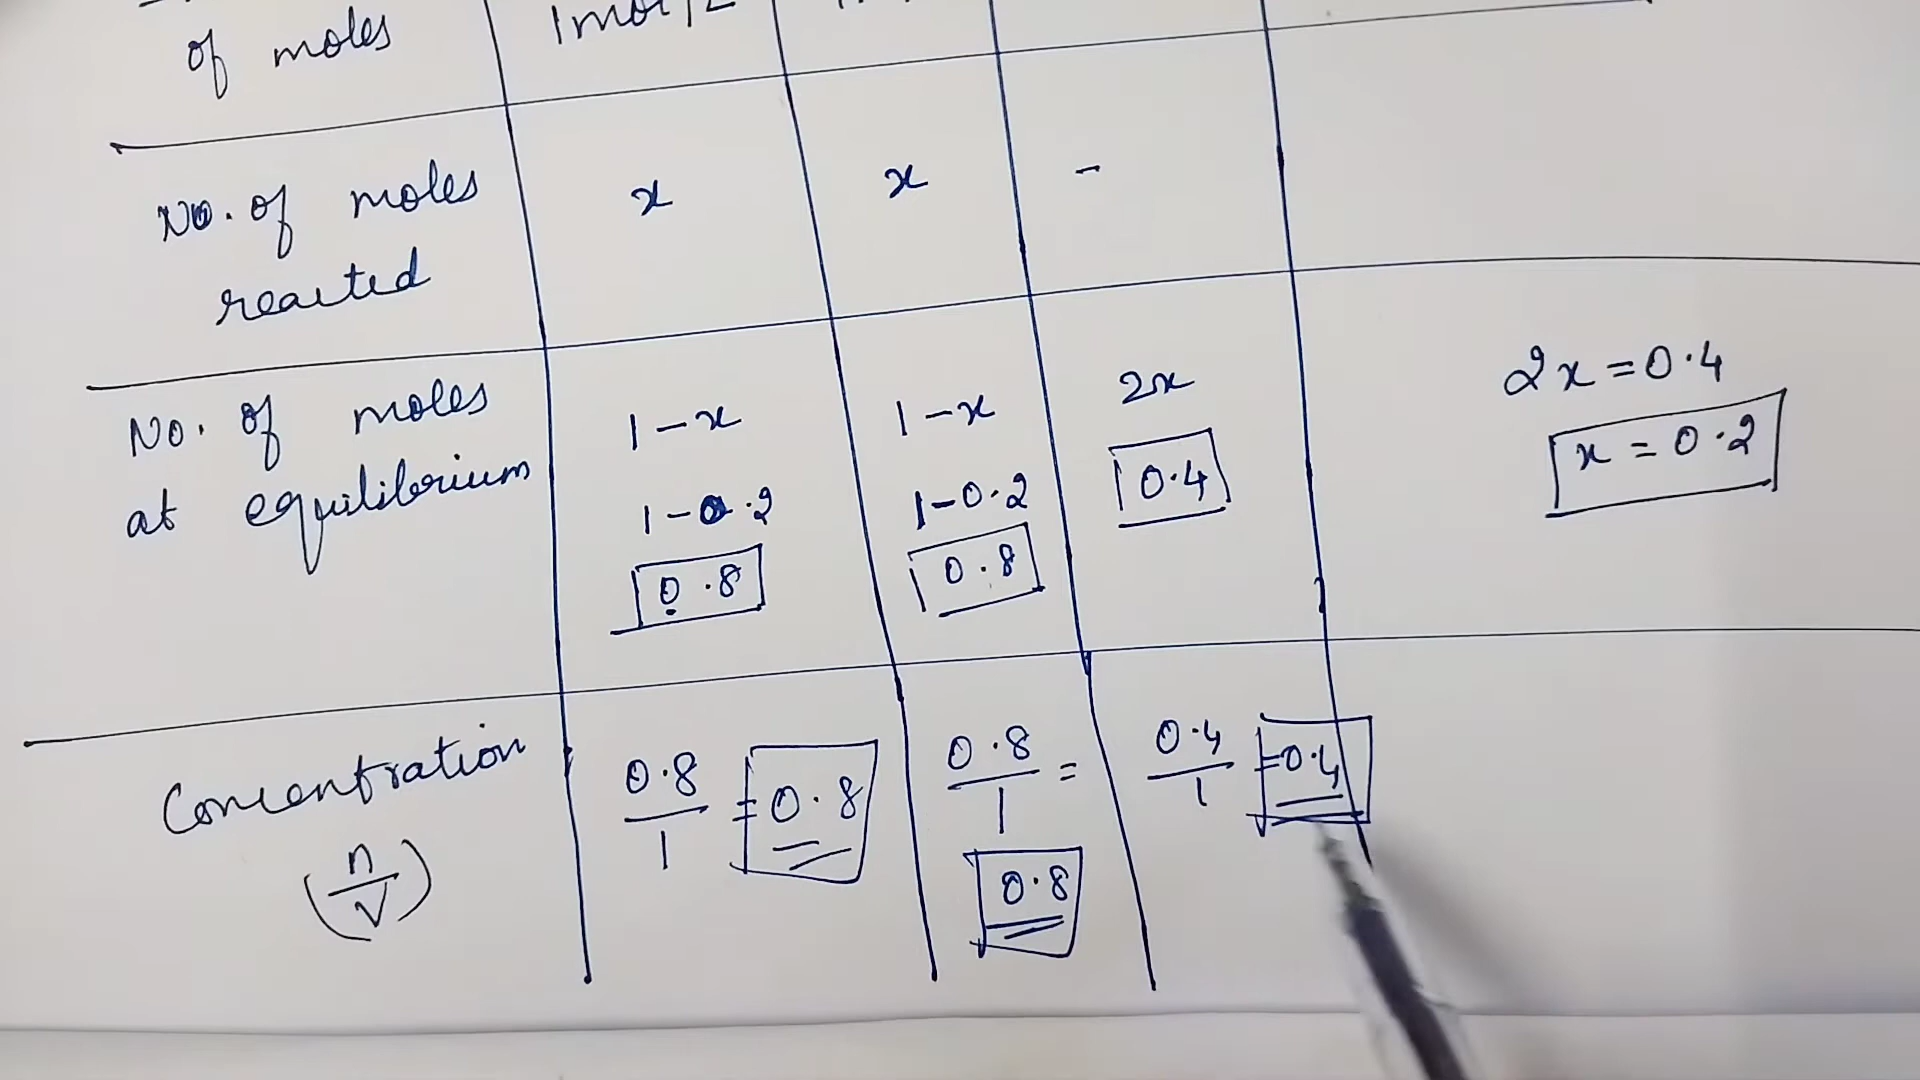 of moles
No. of moles
reacted
x
x
-
No. of moles
at equilibrium
1-x
1-0.2
0.8
1-x
1-0.2
0.8
2x
0.4
2x = 0.4
x = 0.2
Concentration
(n/v)
0.8/1 = 0.8
0.8/1 =
0.8
0.4/1 = 0.4